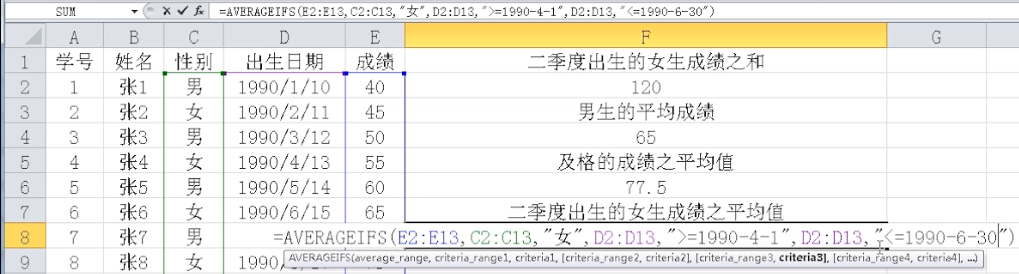 SUM =AVERAGEIFS(E2:E13,C2:C13,"女",D2:D13,">=1990-4-1",D2:D13,"<=1990-6-30")
A B C D E F G
1 学号 姓名 性别 出生日期 成绩 二季度出生的女生成绩之和
2 1 张1 男 1990/1/10 40 120
3 2 张2 女 1990/2/11 45 男生的平均成绩
4 3 张3 男 1990/3/12 50 65
5 4 张4 女 1990/4/13 55 及格的成绩之平均值
6 5 张5 男 1990/5/14 60 77.5
7 6 张6 女 1990/6/15 65 二季度出生的女生成绩之平均值
8 7 张7 男 =AVERAGEIFS(E2:E13,C2:C13,"女",D2:D13,">=1990-4-1",D2:D13,"<=1990-6-30")
9 8 张8 女 1990/
AVERAGEIFS(average_range, criteria_range1, criteria1, [criteria_range2, criteria2], [criteria_range3, criteria3], [criteria_range4, criteria4], ...)